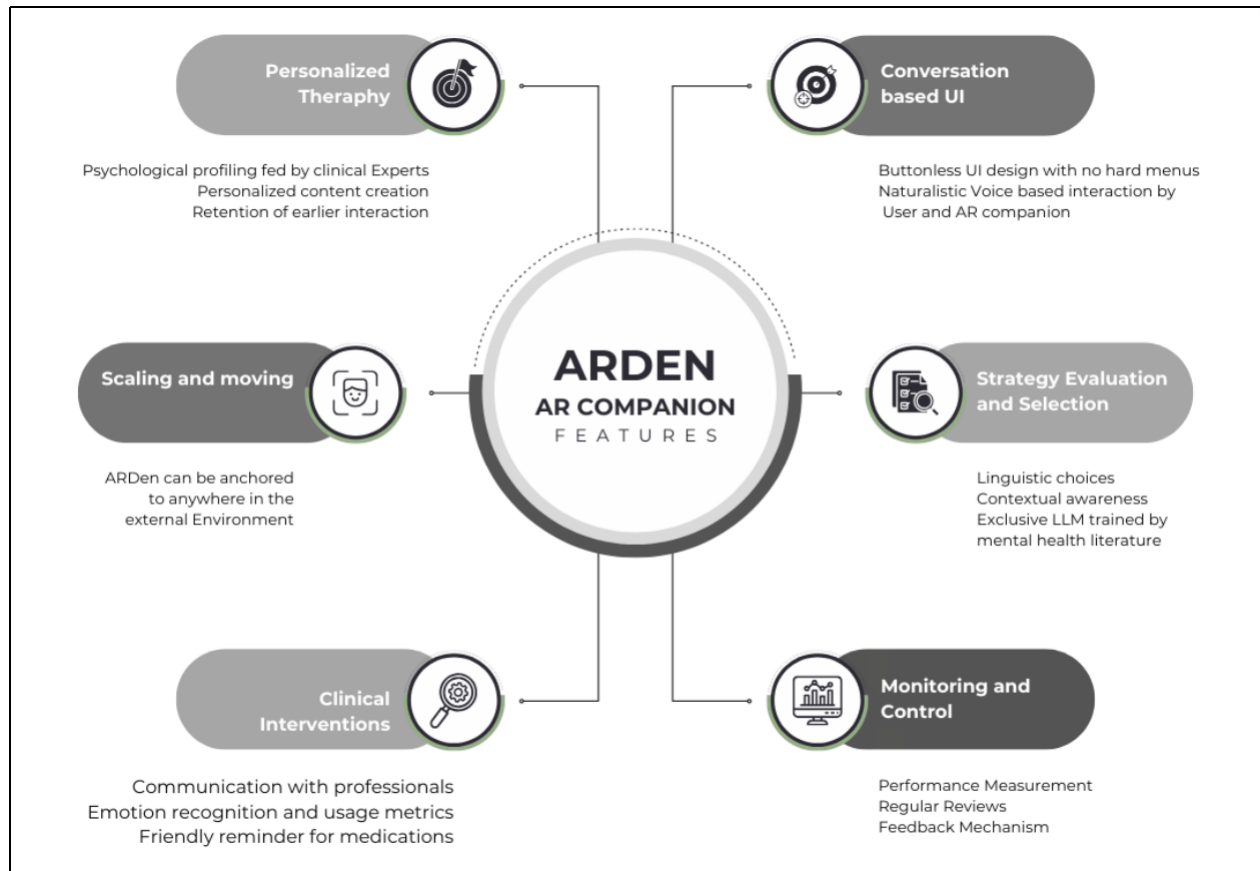 Personalized
Theraphy
Psychological profiling fed by clinical Experts
Personalized content creation
Retention of earlier interaction
Conversation
based UI
Buttonless UI design with no hard menus
Naturalistic Voice based interaction by
User and AR companion
ARDEN
AR COMPANION
FEATURES
Scaling and moving
ARDen can be anchored
to anywhere in the
external Environment
Strategy Evaluation
and Selection
Linguistic choices
Contextual awareness
Exclusive LLM trained by
mental health literature
Clinical
Interventions
Communication with professionals
Emotion recognition and usage metrics
Friendly reminder for medications
Monitoring and
Control
Performance Measurement
Regular Reviews
Feedback Mechanism